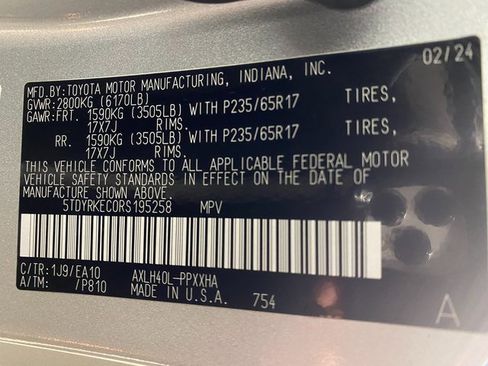 MFD.BY:TOYOTA MOTOR MANUFACTURING, INDIANA, INC. 02/24
GVWR:2800KG (6170LB)
GAWR:FRT. 1590KG (3505LB) WITH P235/65R17 TIRES,
17X7J RIMS.
RR. 1590KG (3505LB) WITH P235/65R17 TIRES,
17X7J RIMS.
THIS VEHICLE CONFORMS TO ALL APPLICABLE FEDERAL MOTOR
VEHICLE SAFETY STANDARDS IN EFFECT ON THE DATE OF
MANUFACTURE SHOWN ABOVE.
5TDYRKEC0RS195258 MPV
C/TR:1J9/EA10 AXLH40L-PPXXHA
A/TM: /P810 MADE IN U.S.A. 754 A